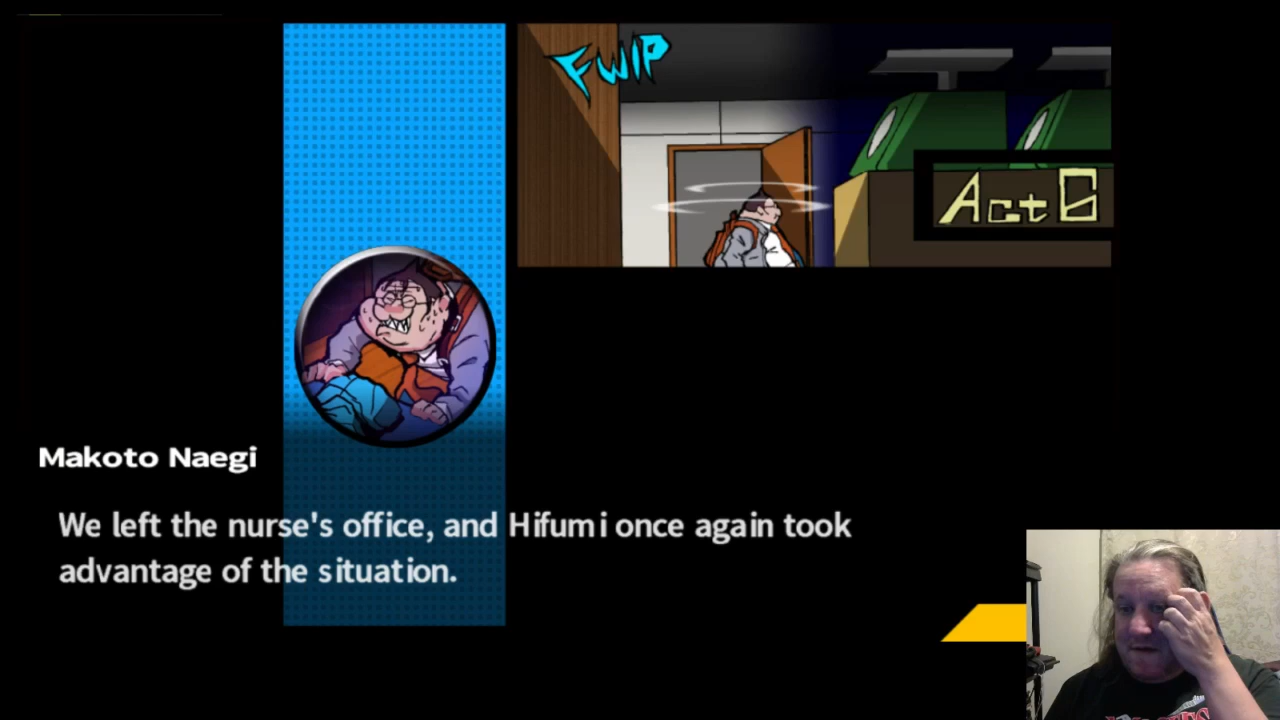 FWIP
Act 6
Makoto Naegi
We left the nurse's office, and Hifumi once again took
advantage of the situation.